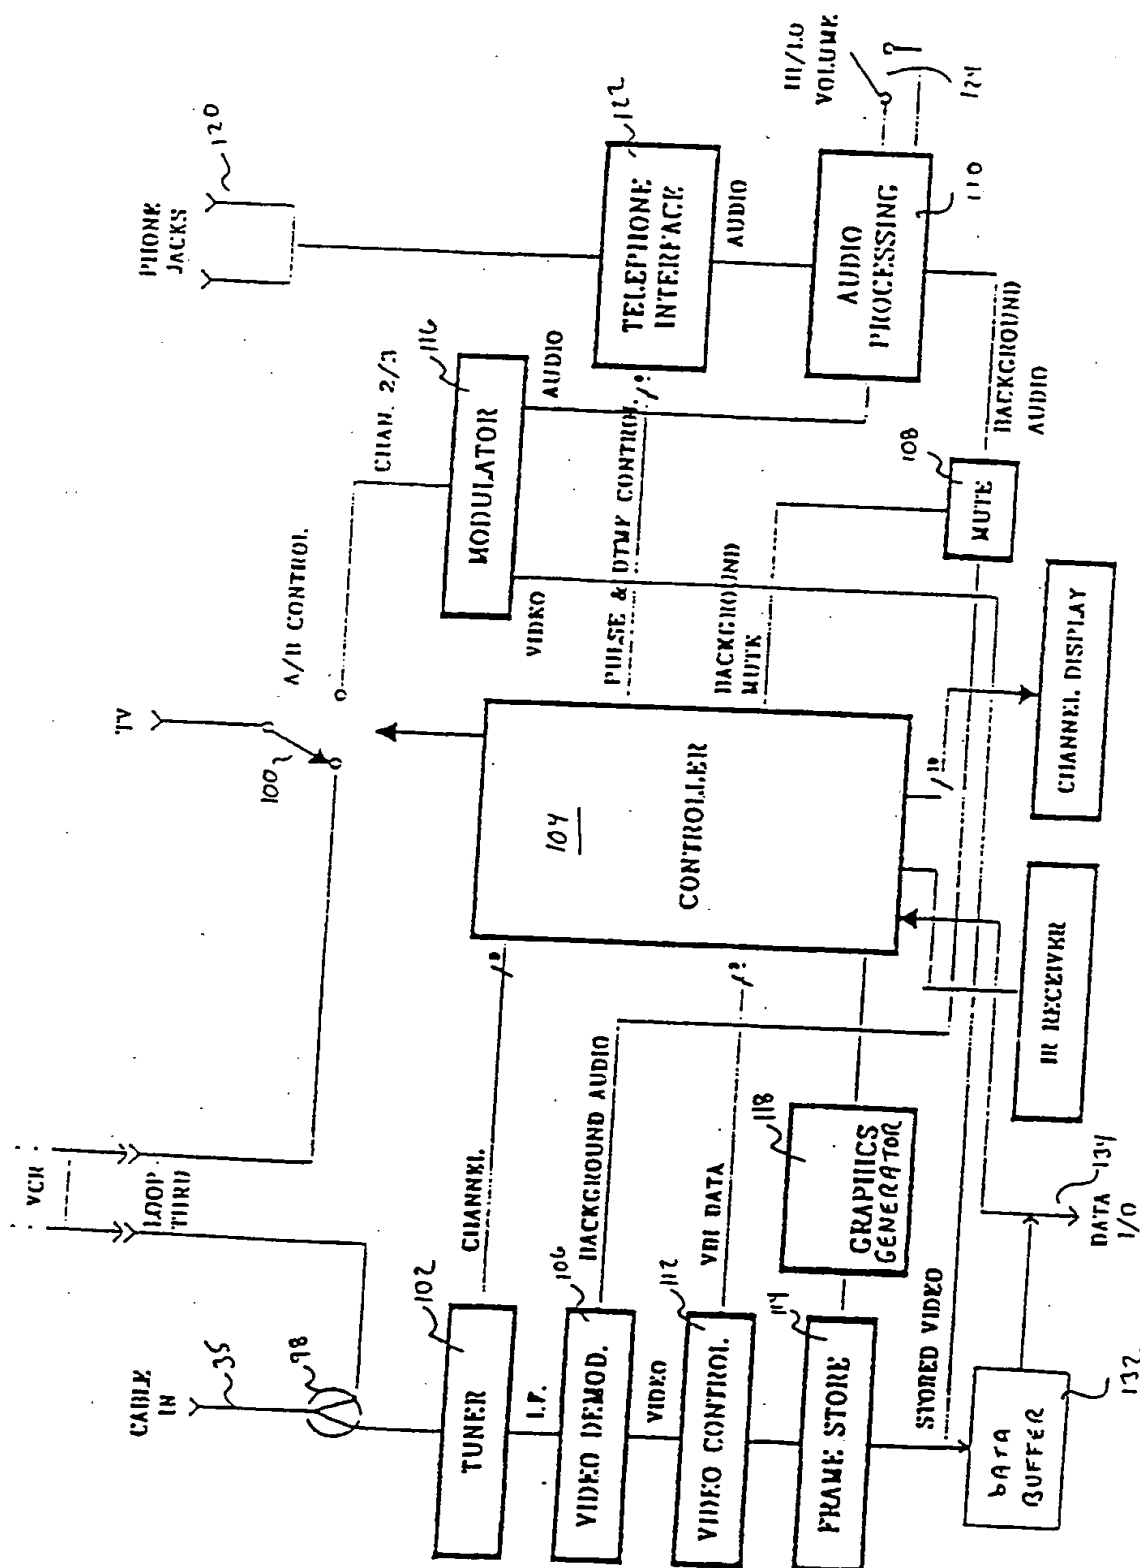 CABLE
IN
35
98
VCR
LOOP
THRU
TV
100
A/B CONTROL
PHONE
JACKS
120
TUNER
102
CHANNEL
I.F.
VIDEO DEMOD.
106
BACKGROUND AUDIO
VIDEO
VIDEO CONTROL
112
VBI DATA
FRAME STORE
114
GRAPHICS
GENERATOR
118
STORED VIDEO
DATA
BUFFER
132
DATA
I/O
134
104
CONTROLLER
IR RECEIVER
CHANNEL DISPLAY
CHAN. 2/3
MODULATOR
116
VIDEO
AUDIO
PULSE & DTMF CONTROL
BACKGROUND
MUTE
MUTE
108
BACKGROUND
AUDIO
TELEPHONE
INTERFACE
122
AUDIO
AUDIO
PROCESSING
110
HI/LO
VOLUME
124